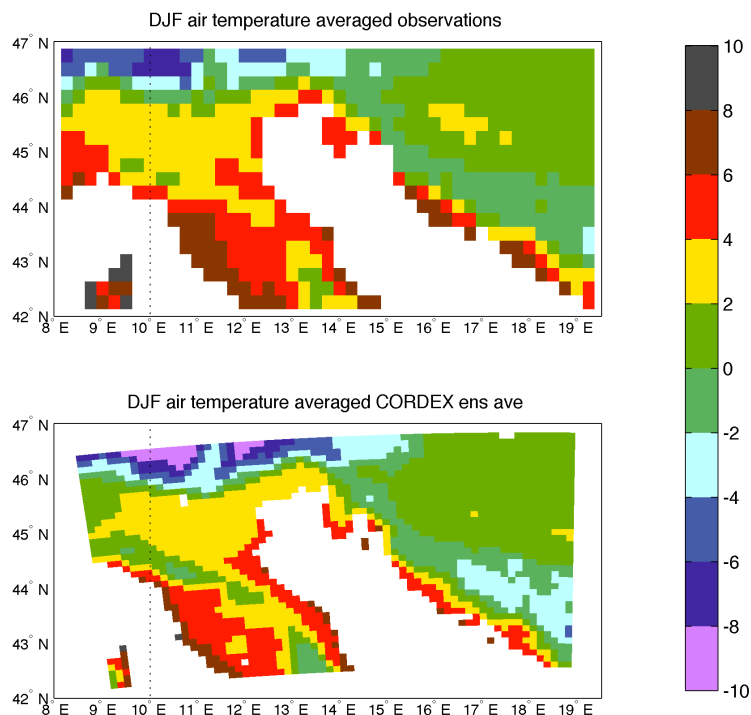 DJF air temperature averaged observations
47° N
46° N
45° N
44° N
43° N
42° N
8° E 9° E 10° E 11° E 12° E 13° E 14° E 15° E 16° E 17° E 18° E 19° E
DJF air temperature averaged CORDEX ens ave
47° N
46° N
45° N
44° N
43° N
42° N
8° E 9° E 10° E 11° E 12° E 13° E 14° E 15° E 16° E 17° E 18° E 19° E
10
8
6
4
2
0
-2
-4
-6
-8
-10